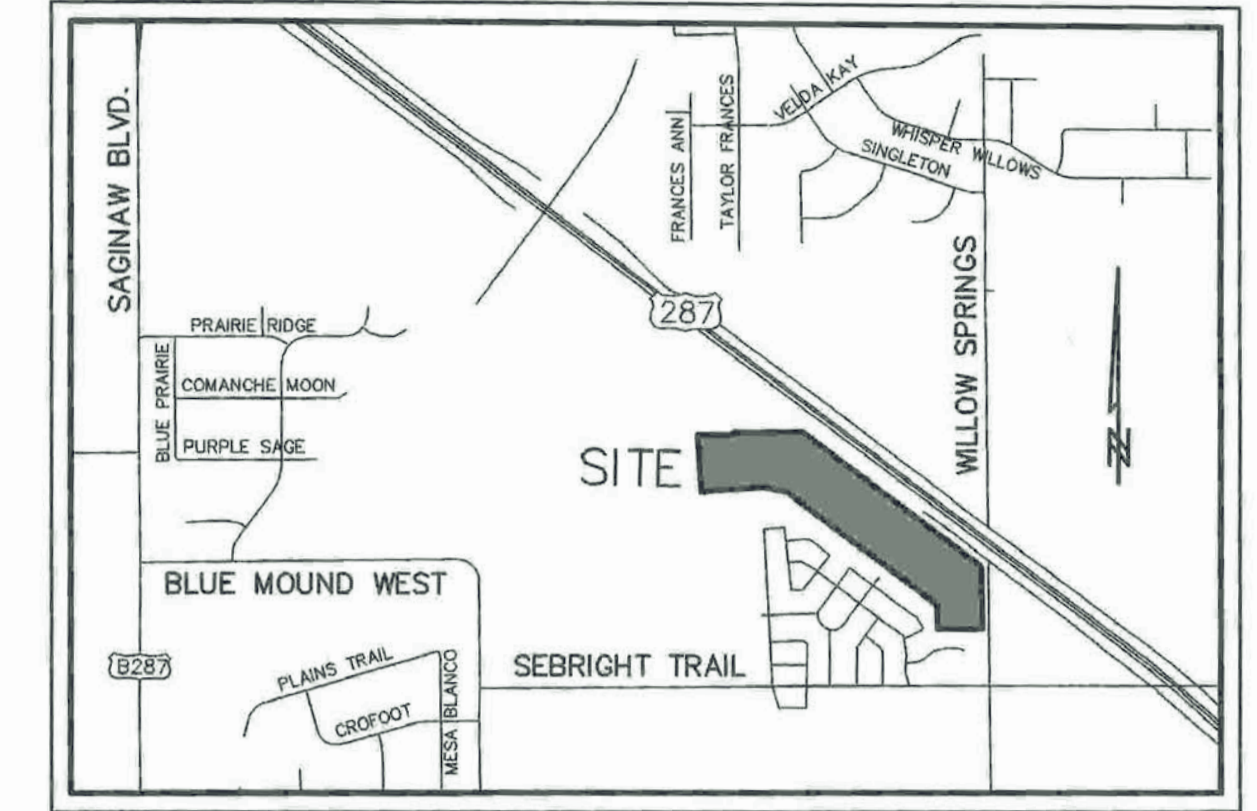 SAGINAW BLVD.
FRANCES ANN
TAYLOR FRANCES
VELDA KAY
WHISPER WILLOWS
SINGLETON
WILLOW SPRINGS
287
PRAIRIE RIDGE
BLUE PRAIRIE
COMANCHE MOON
PURPLE SAGE
SITE
N
BLUE MOUND WEST
B287
PLAINS TRAIL
CROFOOT
MESA BLANCO
SEBRIGHT TRAIL